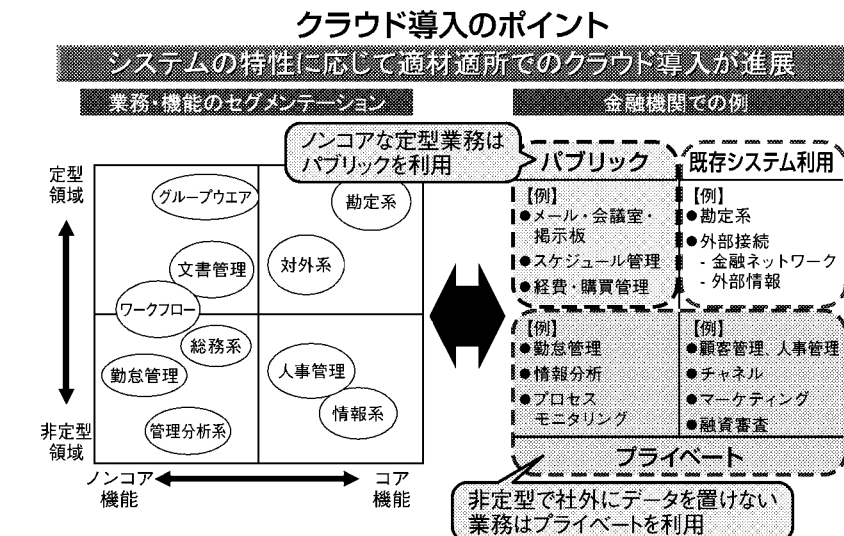 クラウド導入のポイント
システムの特性に応じて適材適所でのクラウド導入が進展
業務・機能のセグメンテーション
金融機関での例
ノンコアな定型業務は
パブリックを利用
定型
領域
非定型
領域
グループウエア
勘定系
文書管理
対外系
ワークフロー
総務系
勤怠管理
人事管理
管理分析系
情報系
ノンコア
機能
コア
機能
パブリック
【例】
●メール・会議室・
掲示板
●スケジュール管理
●経費・購買管理
既存システム利用
【例】
●勘定系
●外部接続
- 金融ネットワーク
- 外部情報
【例】
●勤怠管理
●情報分析
●プロセス
モニタリング
【例】
●顧客管理、人事管理
●チャネル
●マーケティング
●融資審査
プライベート
非定型で社外にデータを置けない
業務はプライベートを利用